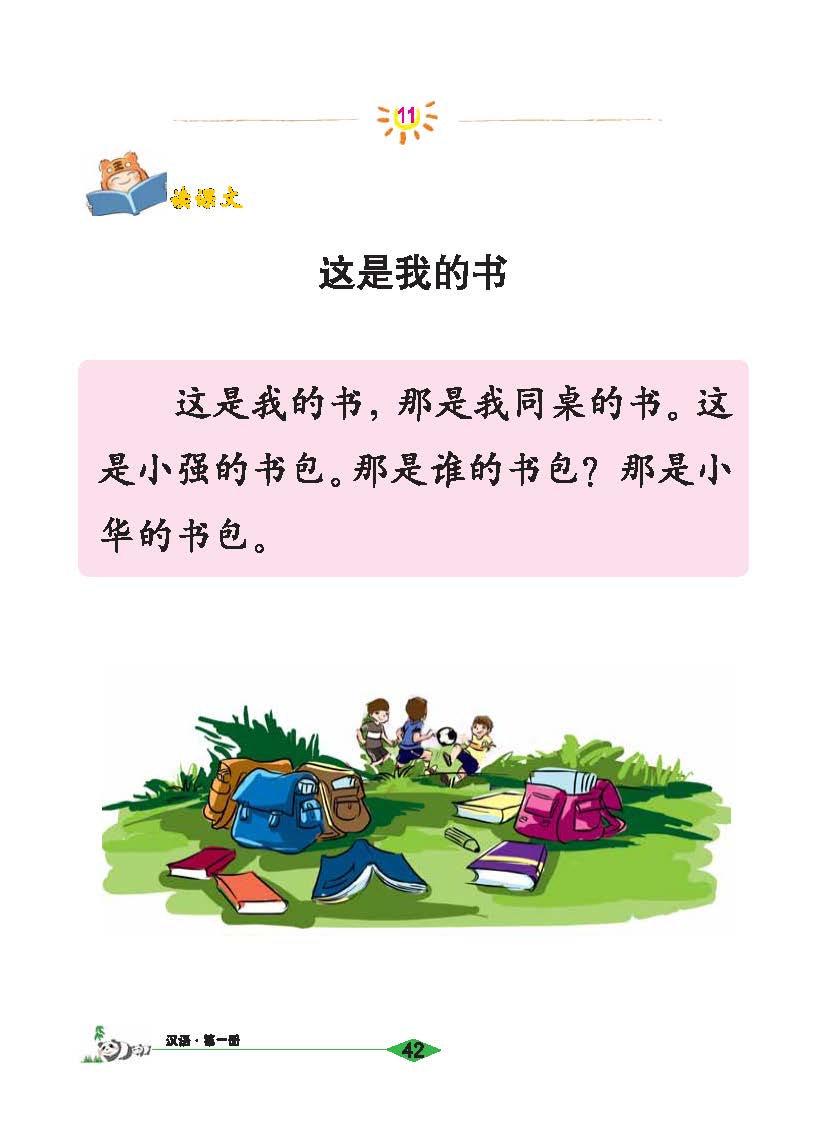 11
读课文
这是我的书
这是我的书，那是我同桌的书。这
是小强的书包。那是谁的书包？那是小
华的书包。
汉语·第一册
42